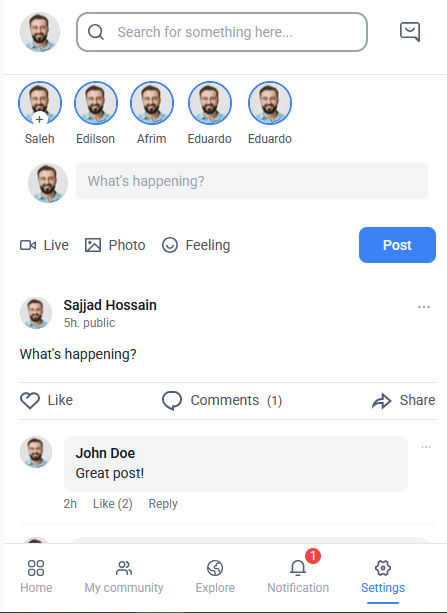 Search for something here...
Saleh Edilson Afrim Eduardo Eduardo
What's happening?
Live Photo Feeling Post
Sajjad Hossain
5h. public
What's happening?
Like Comments (1) Share
John Doe
Great post!
2h Like (2) Reply
1
Home My community Explore Notification Settings